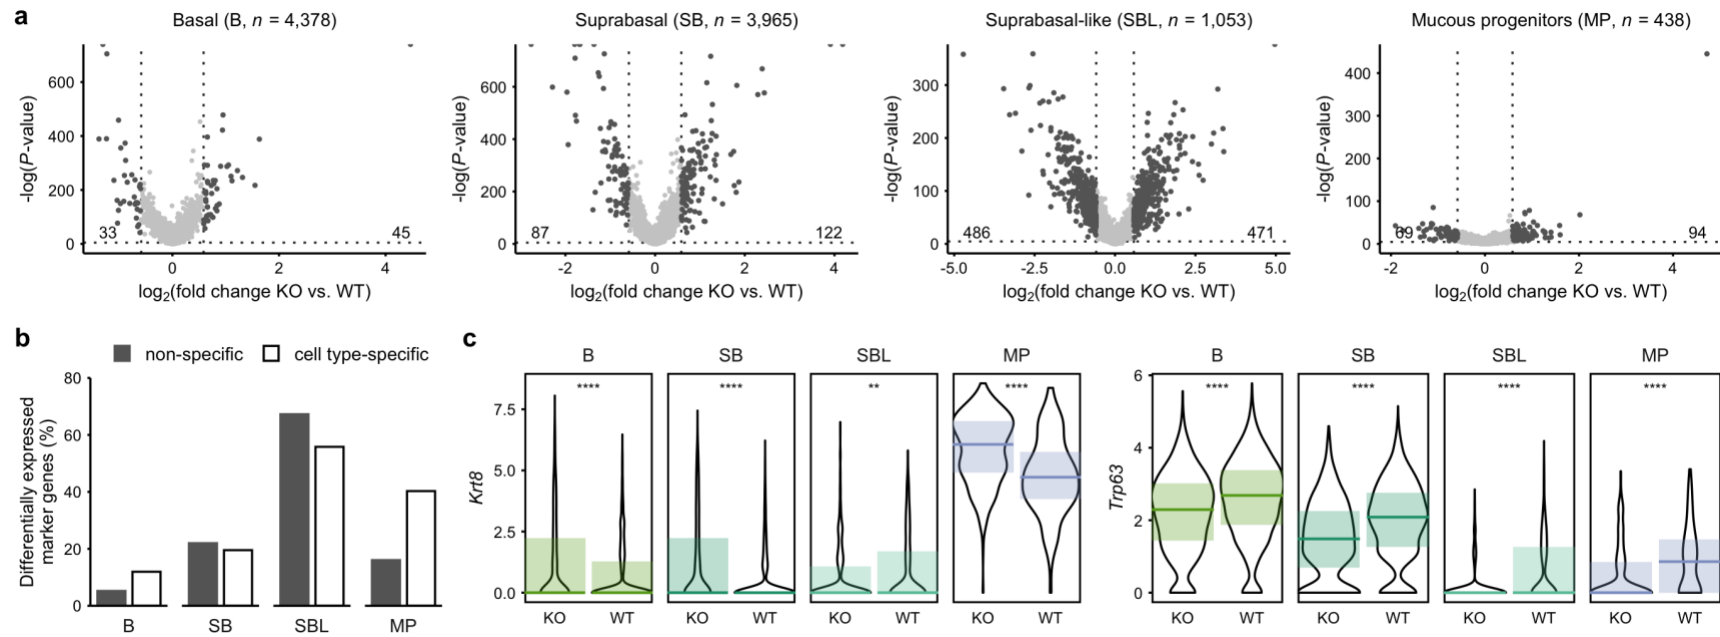 a
Basal (B, n = 4,378)
Suprabasal (SB, n = 3,965)
Suprabasal-like (SBL, n = 1,053)
Mucous progenitors (MP, n = 438)
-log(P-value)
600
400
200
0
33
45
0
2
4
log2(fold change KO vs. WT)
-log(P-value)
600
400
200
0
87
122
-2
0
2
4
log2(fold change KO vs. WT)
-log(P-value)
300
200
100
0
486
471
-5.0
-2.5
0.0
2.5
5.0
log2(fold change KO vs. WT)
-log(P-value)
400
300
200
100
0
69
94
-2
0
2
4
log2(fold change KO vs. WT)
b
non-specific
cell type-specific
Differentially expressed
marker genes (%)
80
60
40
20
0
B
SB
SBL
MP
c
B
SB
SBL
MP
Krt8
7.5
5.0
2.5
0.0
****
****
**
****
KO
WT
KO
WT
KO
WT
KO
WT
B
SB
SBL
MP
Trp63
6
4
2
0
****
****
****
****
KO
WT
KO
WT
KO
WT
KO
WT